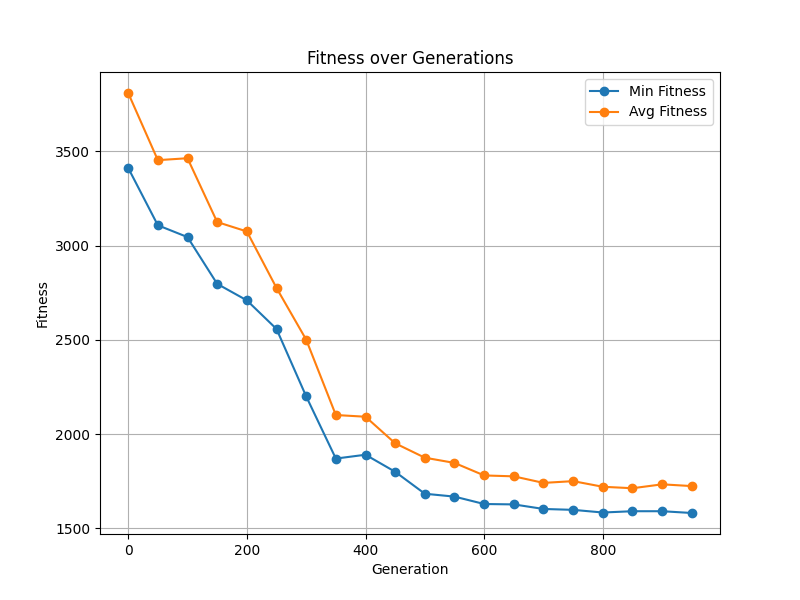 Fitness over Generations
Min Fitness
Avg Fitness
Fitness
3500
3000
2500
2000
1500
0 200 400 600 800
Generation